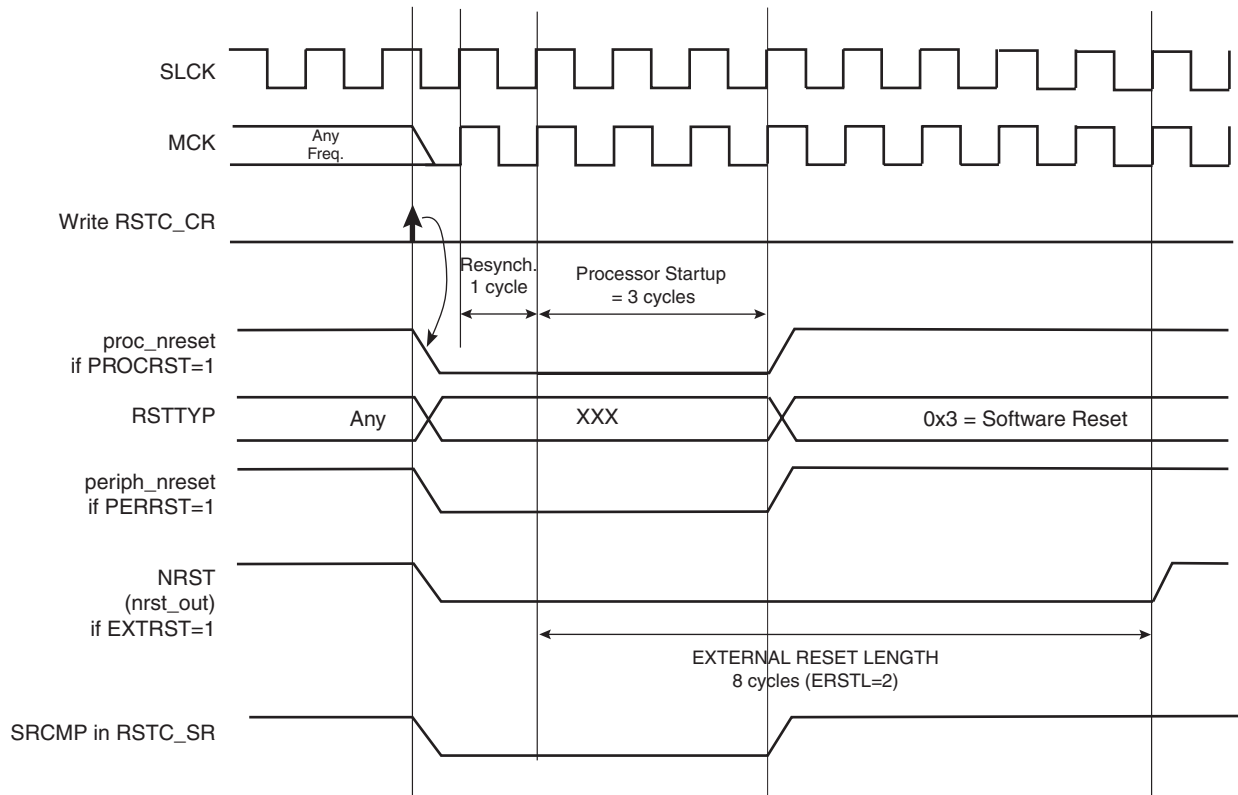 SLCK
MCK
Any
Freq.
Write RSTC_CR
Resynch.
1 cycle
Processor Startup
= 3 cycles
proc_nreset
if PROCRST=1
RSTTYP
Any
XXX
0x3 = Software Reset
periph_nreset
if PERRST=1
NRST
(nrst_out)
if EXTRST=1
EXTERNAL RESET LENGTH
8 cycles (ERSTL=2)
SRCMP in RSTC_SR